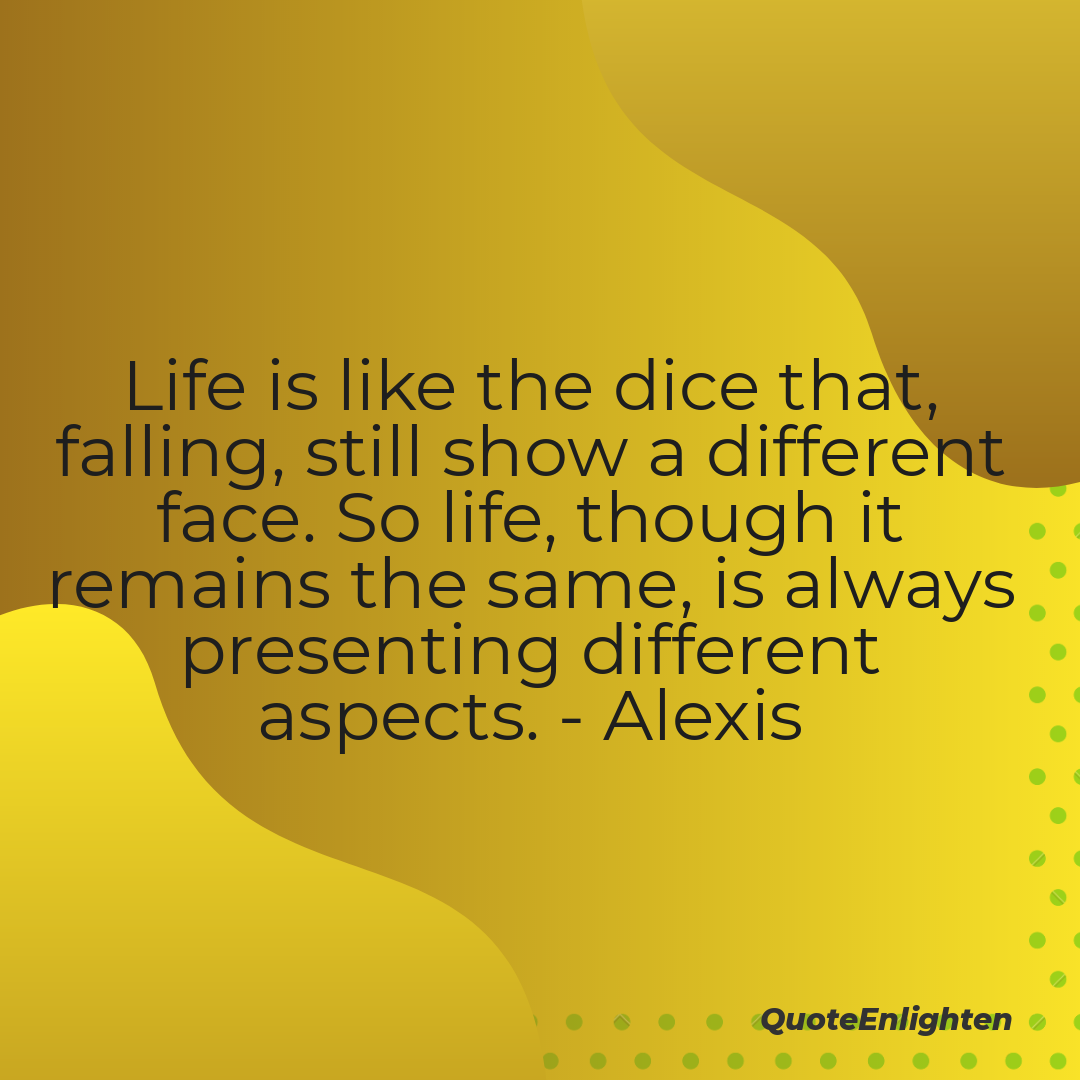 Life is like the dice that,
falling, still show a different
face. So life, though it
remains the same, is always
presenting different
aspects. - Alexis
QuoteEnlighten